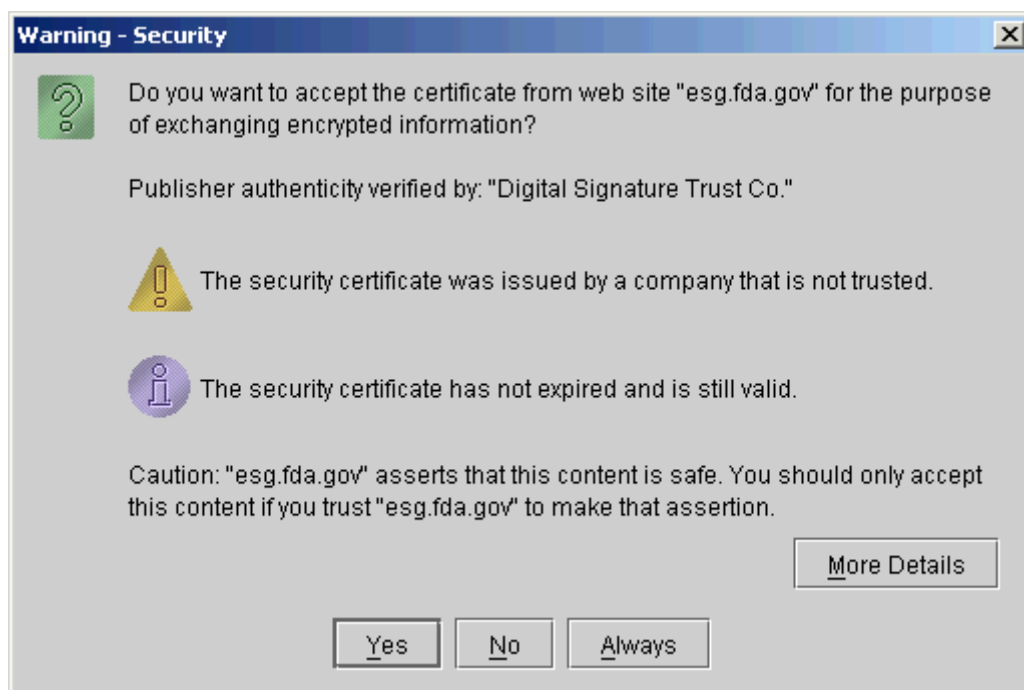 Warning - Security
Do you want to accept the certificate from web site "esg.fda.gov" for the purpose
of exchanging encrypted information?
Publisher authenticity verified by: "Digital Signature Trust Co."
The security certificate was issued by a company that is not trusted.
The security certificate has not expired and is still valid.
Caution: "esg.fda.gov" asserts that this content is safe. You should only accept
this content if you trust "esg.fda.gov" to make that assertion.
More Details
Yes No Always